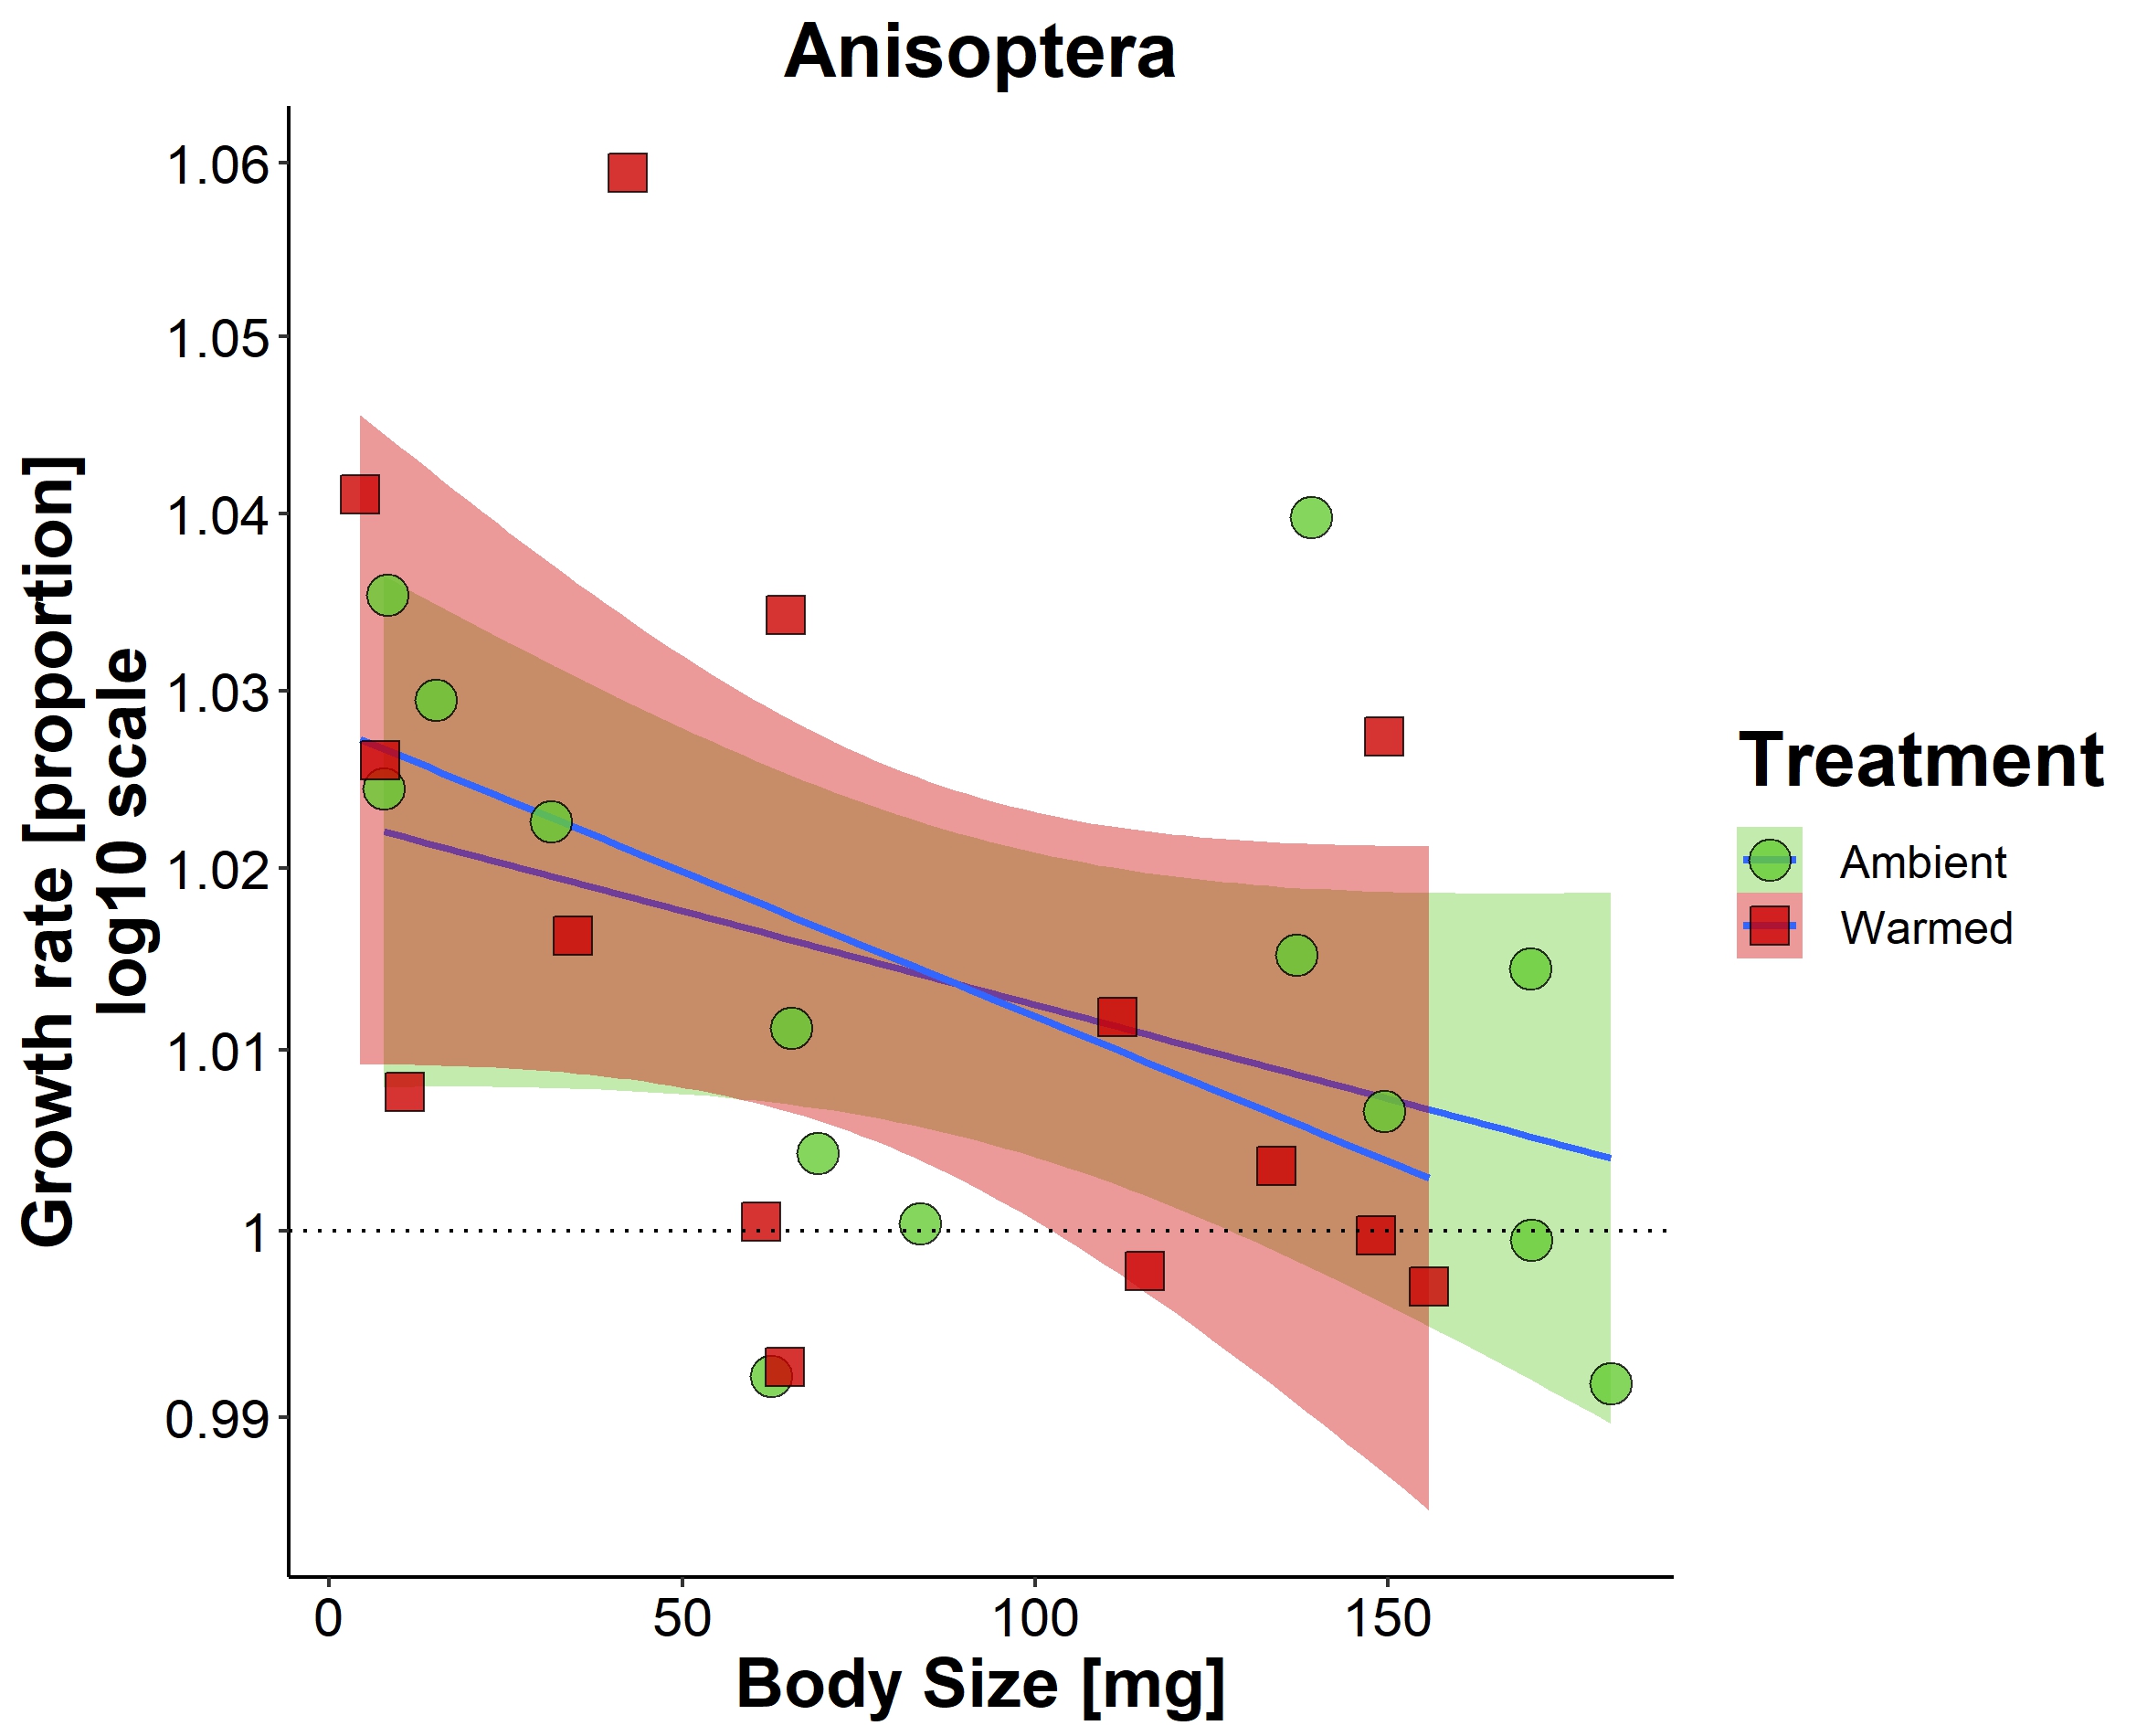 Anisoptera
Growth rate [proportion]
log10 scale
1.06
1.05
1.04
1.03
1.02
1.01
1
0.99
0
50
100
150
Body Size [mg]
Treatment
Ambient
Warmed